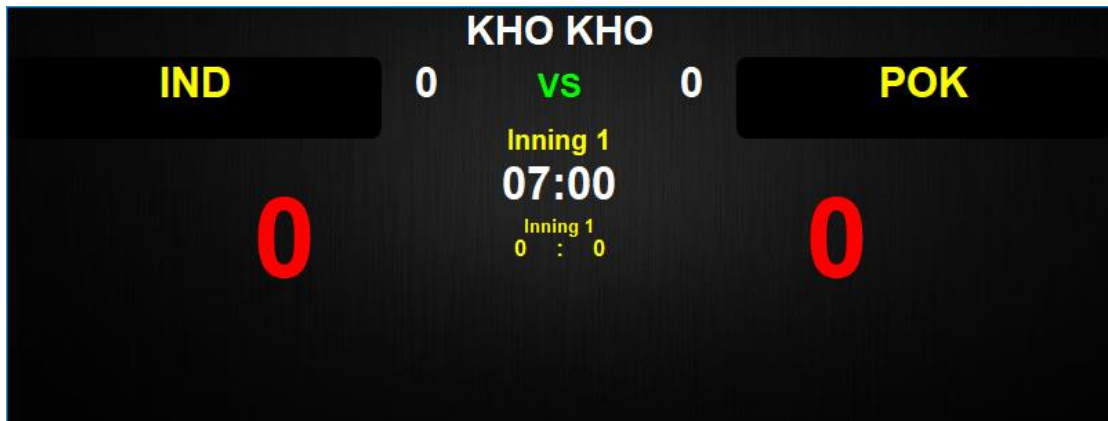 KHO KHO
IND 0 VS 0 POK
Inning 1
07:00
0 0
Inning 1
0 : 0